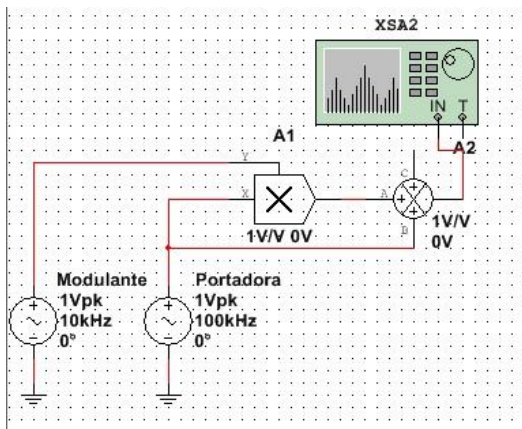 XSA2
IN T
A1
A2
Y
X
C
A
B
1V/V 0V
1V/V
0V
Modulante
1Vpk
10kHz
0°
Portadora
1Vpk
100kHz
0°